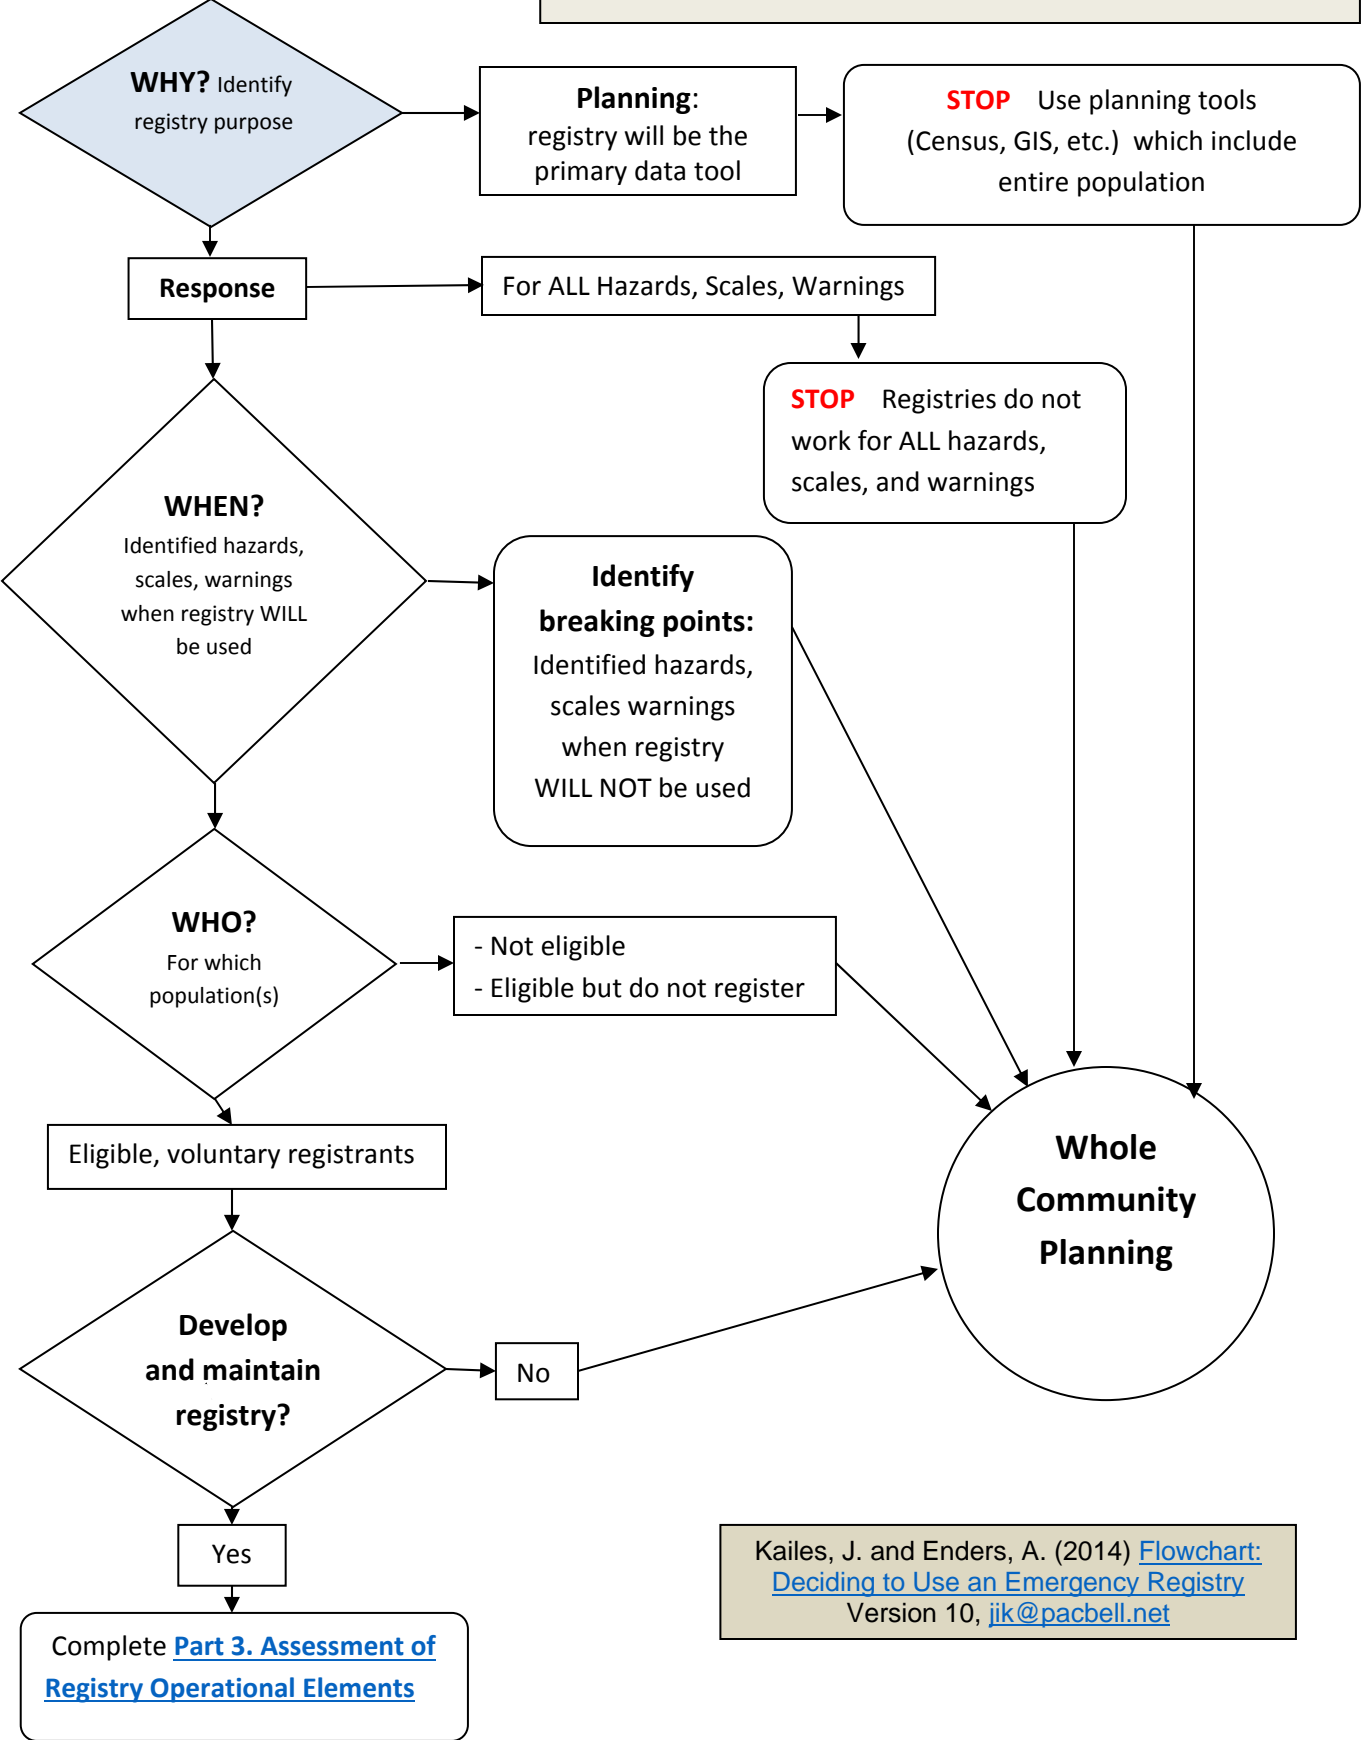 WHY? Identify
registry purpose
Planning:
registry will be the
primary data tool
STOP Use planning tools
(Census, GIS, etc.) which include
entire population
Response
For ALL Hazards, Scales, Warnings
STOP Registries do not
work for ALL hazards,
scales, and warnings
WHEN?
Identified hazards,
scales, warnings
when registry WILL
be used
Identify
breaking points:
Identified hazards,
scales warnings
when registry
WILL NOT be used
WHO?
For which
population(s)
- Not eligible
- Eligible but do not register
Eligible, voluntary registrants
Whole
Community
Planning
Develop
and maintain
registry?
No
Yes
Complete Part 3. Assessment of
Registry Operational Elements
Kailes, J. and Enders, A. (2014) Flowchart:
Deciding to Use an Emergency Registry
Version 10, jik@pacbell.net